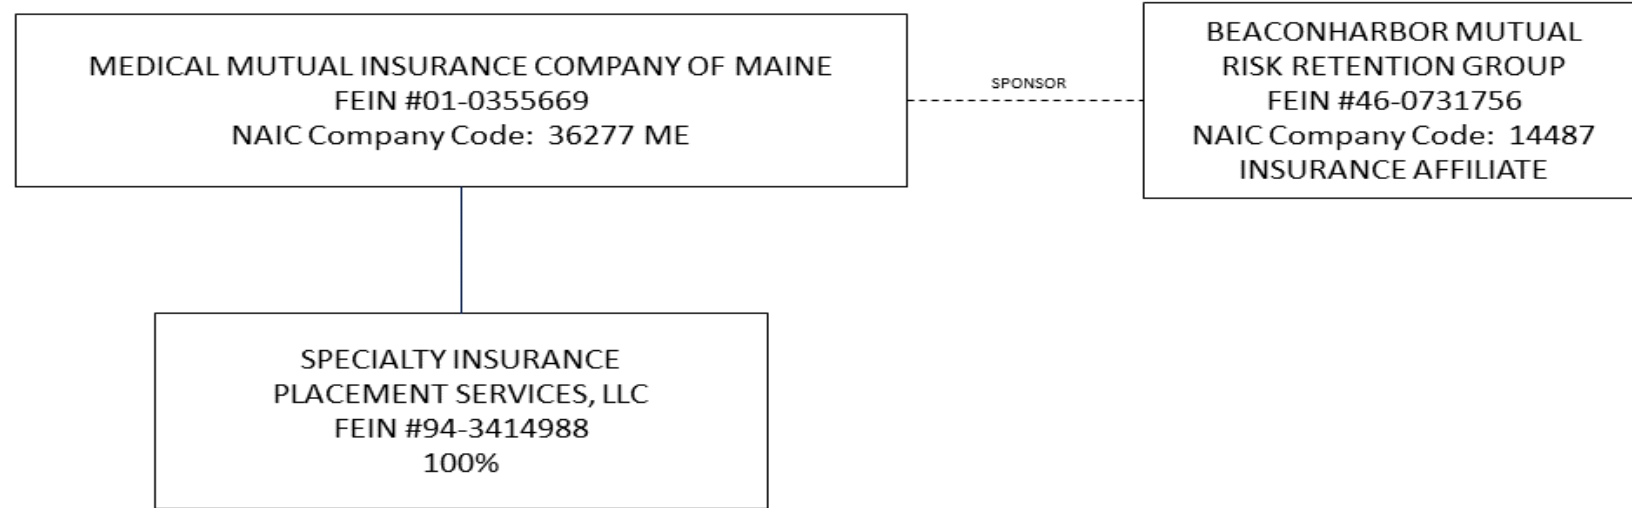 MEDICAL MUTUAL INSURANCE COMPANY OF MAINE
FEIN #01-0355669
NAIC Company Code:  36277 ME
SPONSOR
BEACONHARBOR MUTUAL
RISK RETENTION GROUP
FEIN #46-0731756
NAIC Company Code:  14487
INSURANCE AFFILIATE
SPECIALTY INSURANCE
PLACEMENT SERVICES, LLC
FEIN #94-3414988
100%